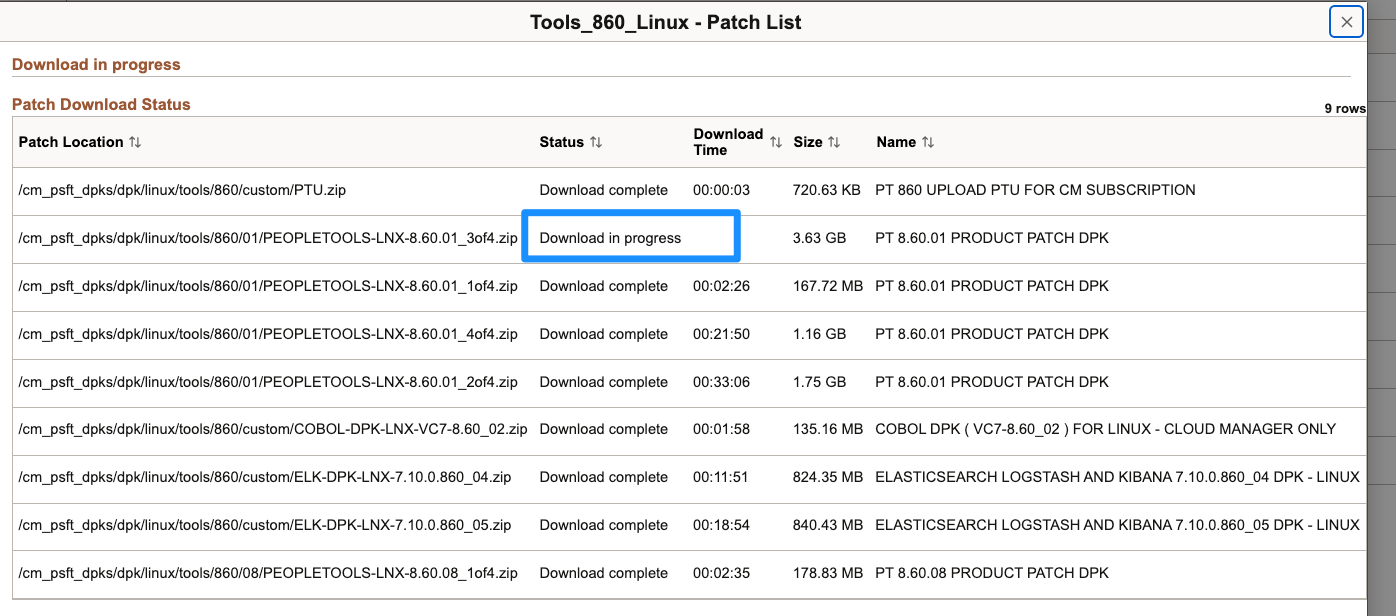 Tools_860_Linux - Patch List
Download in progress
Patch Download Status
9 rows
Patch Location Status Download Time Size Name
/cm_psft_dpks/dpk/linux/tools/860/custom/PTU.zip Download complete 00:00:03 720.63 KB PT 860 UPLOAD PTU FOR CM SUBSCRIPTION
/cm_psft_dpks/dpk/linux/tools/860/01/PEOPLETOOLS-LNX-8.60.01_3of4.zip Download in progress 3.63 GB PT 8.60.01 PRODUCT PATCH DPK
/cm_psft_dpks/dpk/linux/tools/860/01/PEOPLETOOLS-LNX-8.60.01_1of4.zip Download complete 00:02:26 167.72 MB PT 8.60.01 PRODUCT PATCH DPK
/cm_psft_dpks/dpk/linux/tools/860/01/PEOPLETOOLS-LNX-8.60.01_4of4.zip Download complete 00:21:50 1.16 GB PT 8.60.01 PRODUCT PATCH DPK
/cm_psft_dpks/dpk/linux/tools/860/01/PEOPLETOOLS-LNX-8.60.01_2of4.zip Download complete 00:33:06 1.75 GB PT 8.60.01 PRODUCT PATCH DPK
/cm_psft_dpks/dpk/linux/tools/860/custom/COBOL-DPK-LNX-VC7-8.60_02.zip Download complete 00:01:58 135.16 MB COBOL DPK ( VC7-8.60_02 ) FOR LINUX - CLOUD MANAGER ONLY
/cm_psft_dpks/dpk/linux/tools/860/custom/ELK-DPK-LNX-7.10.0.860_04.zip Download complete 00:11:51 824.35 MB ELASTICSEARCH LOGSTASH AND KIBANA 7.10.0.860_04 DPK - LINUX
/cm_psft_dpks/dpk/linux/tools/860/custom/ELK-DPK-LNX-7.10.0.860_05.zip Download complete 00:18:54 840.43 MB ELASTICSEARCH LOGSTASH AND KIBANA 7.10.0.860_05 DPK - LINUX
/cm_psft_dpks/dpk/linux/tools/860/08/PEOPLETOOLS-LNX-8.60.08_1of4.zip Download complete 00:02:35 178.83 MB PT 8.60.08 PRODUCT PATCH DPK